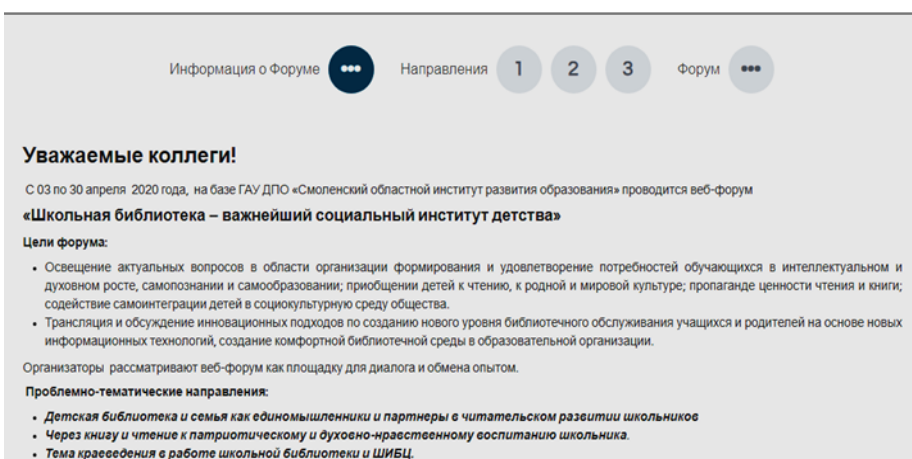 Информация о Форуме ••• Направления 1 2 3 Форум •••
Уважаемые коллеги!
С 03 по 30 апреля 2020 года, на базе ГАУ ДПО «Смоленский областной институт развития образования» проводится веб-форум
«Школьная библиотека – важнейший социальный институт детства»
Цели форума:
• Освещение актуальных вопросов в области организации формирования и удовлетворение потребностей обучающихся в интеллектуальном и
духовном росте, самопознании и самообразовании; приобщении детей к чтению, к родной и мировой культуре; пропаганде ценности чтения и книги;
содействие самоинтеграции детей в социокультурную среду общества.
• Трансляция и обсуждение инновационных подходов по созданию нового уровня библиотечного обслуживания учащихся и родителей на основе новых
информационных технологий, создание комфортной библиотечной среды в образовательной организации.
Организаторы рассматривают веб-форум как площадку для диалога и обмена опытом.
Проблемно-тематические направления:
• Детская библиотека и семья как единомышленники и партнеры в читательском развитии школьников
• Через книгу и чтение к патриотическому и духовно-нравственному воспитанию школьника.
• Тема краеведения в работе школьной библиотеки и ШИБЦ.